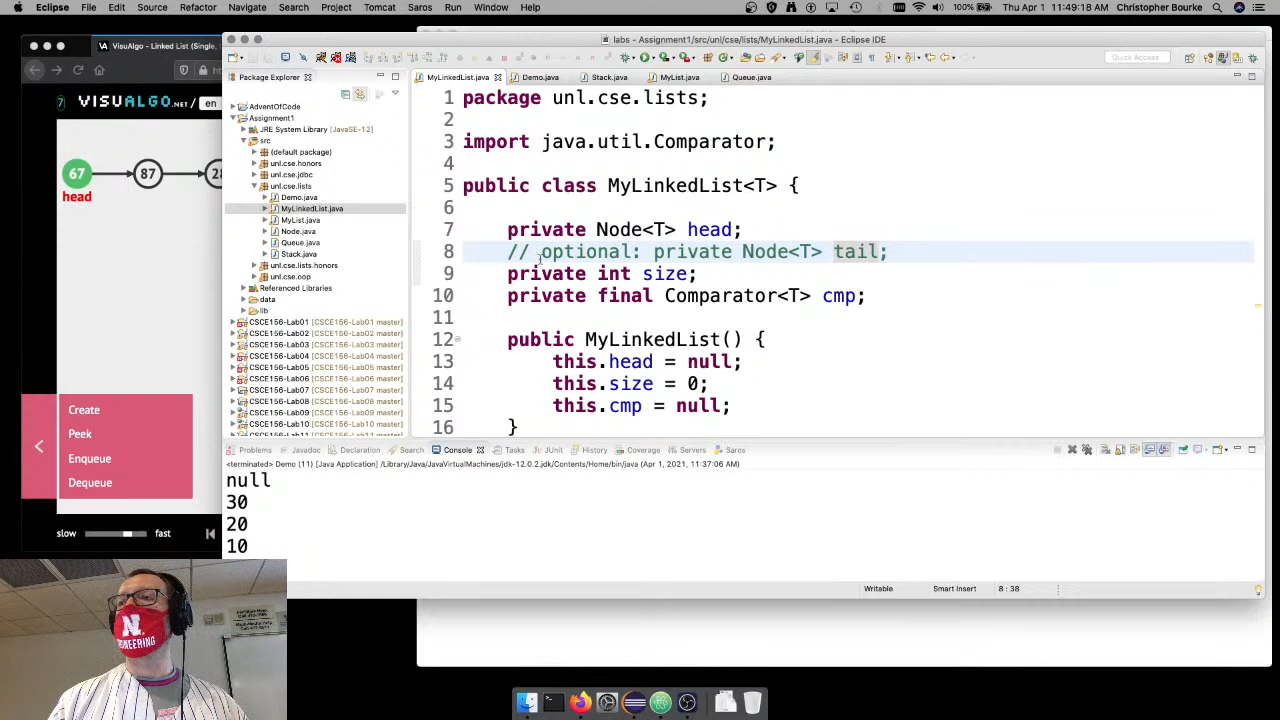 Eclipse File Edit Source Refactor Navigate Search Project Tomcat Saros Run Window Help
100% Thu Apr 1 11:49:18 AM Christopher Bourke
VisuAlgo - Linked List (Single,
labs - Assignment1/src/unl/cse/lists/MyLinkedList.java - Eclipse IDE
Quick Access
7 VISUALGO.NET/ en
67
head
87
28
Create
Peek
Enqueue
Dequeue
slow fast
Package Explorer
AdventOfCode
Assignment1
JRE System Library [JavaSE-12]
src
(default package)
unl.cse.honors
unl.cse.jdbc
unl.cse.lists
Demo.java
MyLinkedList.java
MyList.java
Node.java
Queue.java
Stack.java
unl.cse.lists.honors
unl.cse.oop
Referenced Libraries
data
lib
CSCE156-Lab01 [CSCE156-Lab01 master]
CSCE156-Lab02 [CSCE156-Lab02 master]
CSCE156-Lab03 [CSCE156-Lab03 master]
CSCE156-Lab04 [CSCE156-Lab04 master]
CSCE156-Lab05 [CSCE156-Lab05 master]
CSCE156-Lab06 [CSCE156-Lab06 master]
CSCE156-Lab07 [CSCE156-Lab07 master]
CSCE156-Lab08 [CSCE156-Lab08 master]
CSCE156-Lab09 [CSCE156-Lab09 master]
CSCE156-Lab10 [CSCE156-Lab10 master]
MyLinkedList.java Demo.java Stack.java MyList.java Queue.java
1 package unl.cse.lists;
2
3 import java.util.Comparator;
4
5 public class MyLinkedList<T> {
6
7 private Node<T> head;
8 // optional: private Node<T> tail;
9 private int size;
10 private final Comparator<T> cmp;
11
12 public MyLinkedList() {
13 this.head = null;
14 this.size = 0;
15 this.cmp = null;
16 }
Problems Javadoc Declaration Search Console Tasks JUnit History Coverage Servers Saros
<terminated> Demo (11) [Java Application] /Library/Java/JavaVirtualMachines/jdk-12.0.2.jdk/Contents/Home/bin/java (Apr 1, 2021, 11:37:06 AM)
null
30
20
10
Writable Smart Insert 8 : 38
N